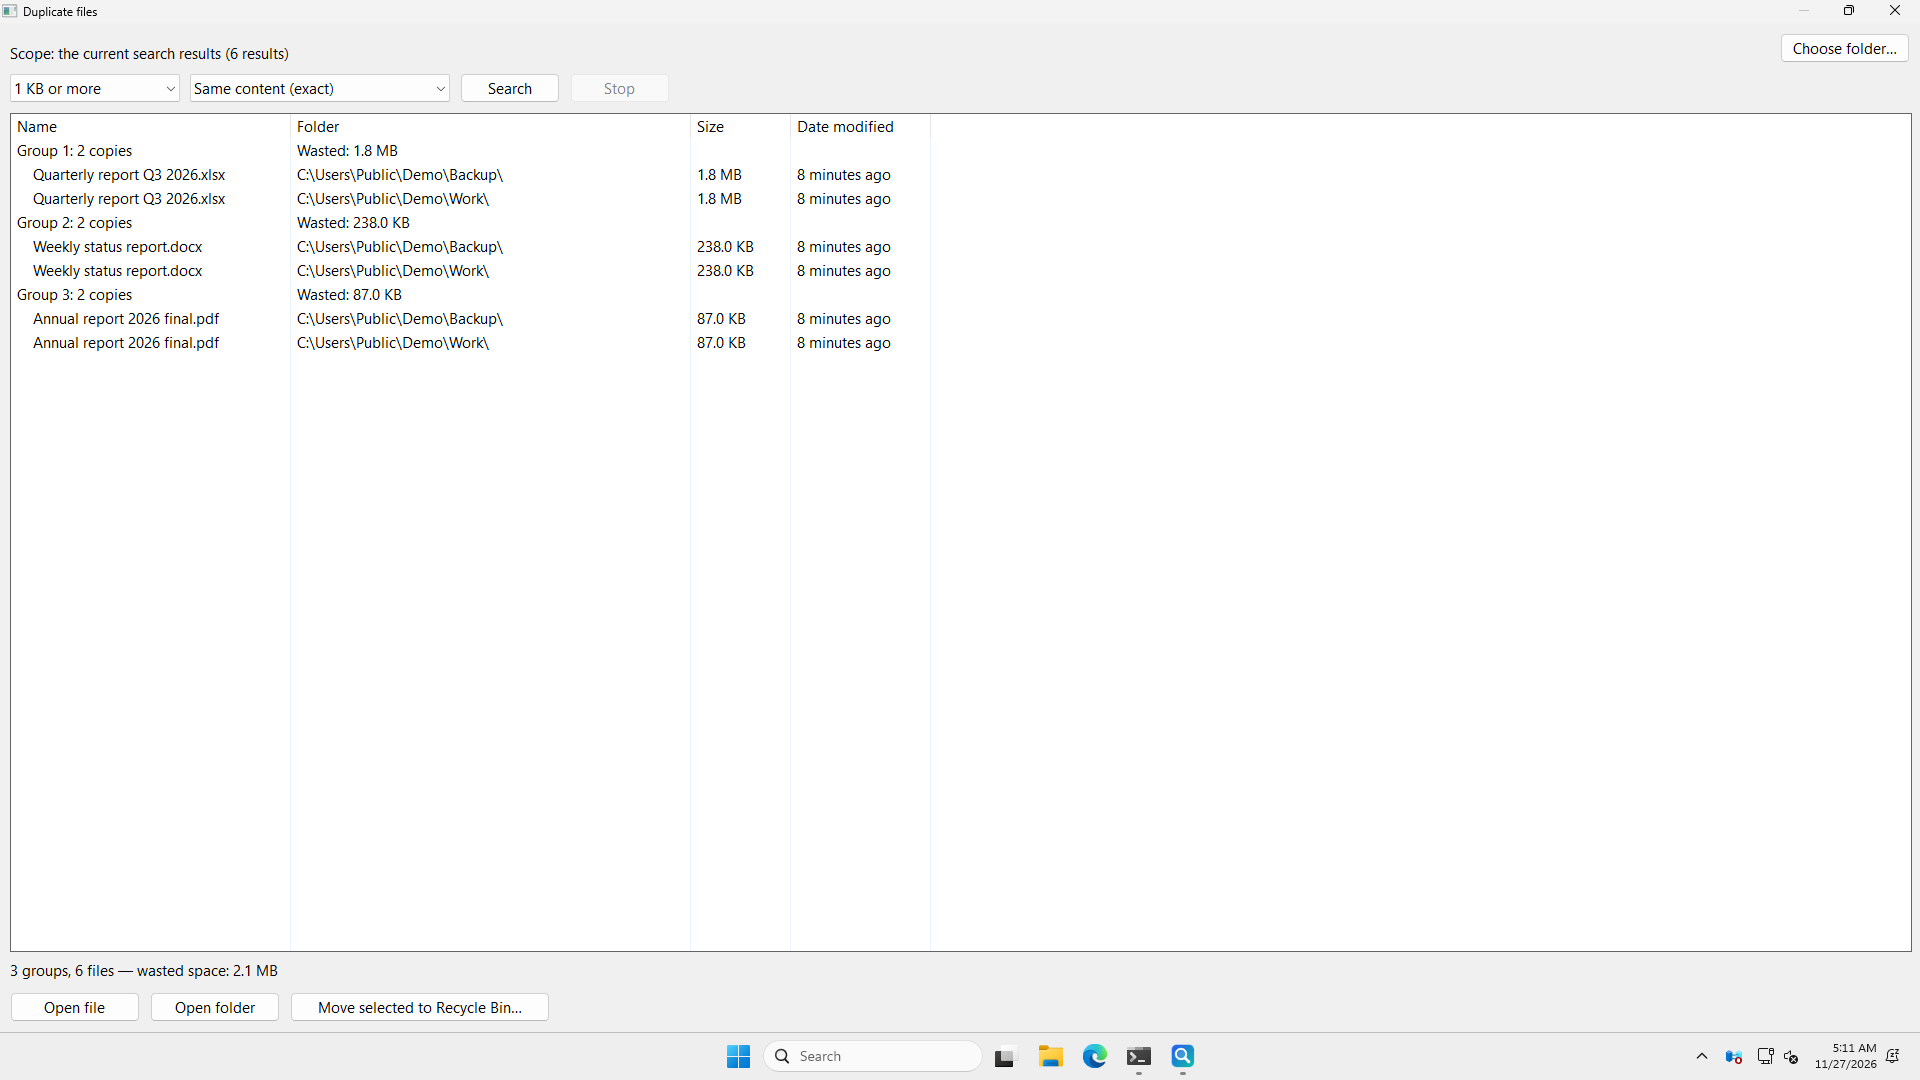 Duplicate files
Scope: the current search results (6 results)
Choose folder...
1 KB or more
Same content (exact)
Search
Stop
Name Folder Size Date modified
Group 1: 2 copies Wasted: 1.8 MB
Quarterly report Q3 2026.xlsx C:\Users\Public\Demo\Backup\ 1.8 MB 8 minutes ago
Quarterly report Q3 2026.xlsx C:\Users\Public\Demo\Work\ 1.8 MB 8 minutes ago
Group 2: 2 copies Wasted: 238.0 KB
Weekly status report.docx C:\Users\Public\Demo\Backup\ 238.0 KB 8 minutes ago
Weekly status report.docx C:\Users\Public\Demo\Work\ 238.0 KB 8 minutes ago
Group 3: 2 copies Wasted: 87.0 KB
Annual report 2026 final.pdf C:\Users\Public\Demo\Backup\ 87.0 KB 8 minutes ago
Annual report 2026 final.pdf C:\Users\Public\Demo\Work\ 87.0 KB 8 minutes ago
3 groups, 6 files — wasted space: 2.1 MB
Open file
Open folder
Move selected to Recycle Bin...
Search
5:11 AM
11/27/2026